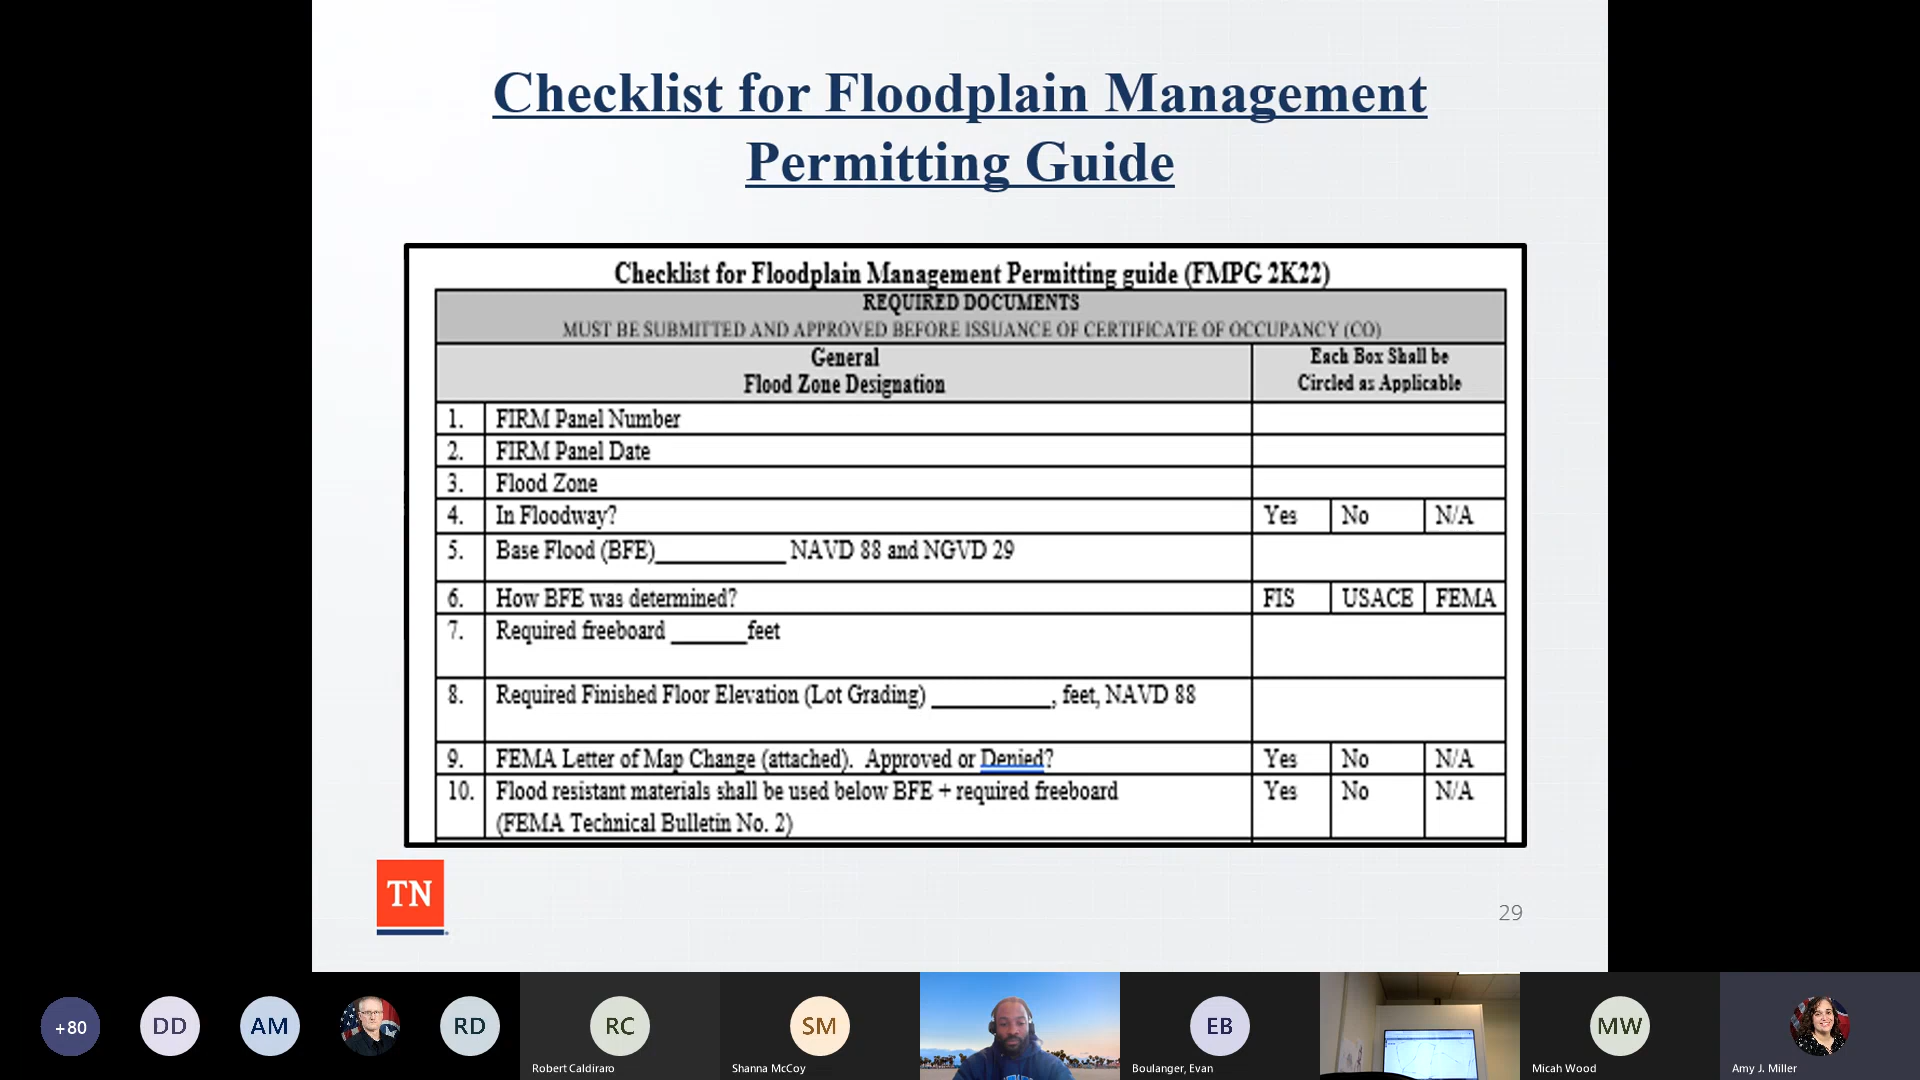 Checklist for Floodplain Management
Permitting Guide
Checklist for Floodplain Management Permitting guide (FMPG 2K22)
REQUIRED DOCUMENTS
MUST BE SUBMITTED AND APPROVED BEFORE ISSUANCE OF CERTIFICATE OF OCCUPANCY (CO)
General
Flood Zone Designation
Each Box Shall be
Circled as Applicable
1. FIRM Panel Number
2. FIRM Panel Date
3. Flood Zone
4. In Floodway? Yes No N/A
5. Base Flood (BFE)____________ NAVD 88 and NGVD 29
6. How BFE was determined? FIS USACE FEMA
7. Required freeboard _______feet
8. Required Finished Floor Elevation (Lot Grading) ___________, feet, NAVD 88
9. FEMA Letter of Map Change (attached). Approved or Denied? Yes No N/A
10. Flood resistant materials shall be used below BFE + required freeboard Yes No N/A
(FEMA Technical Bulletin No. 2)
TN
29
+80 DD AM RD RC SM EB MW
Robert Caldiraro Shanna McCoy Boulanger, Evan Micah Wood Amy J. Miller